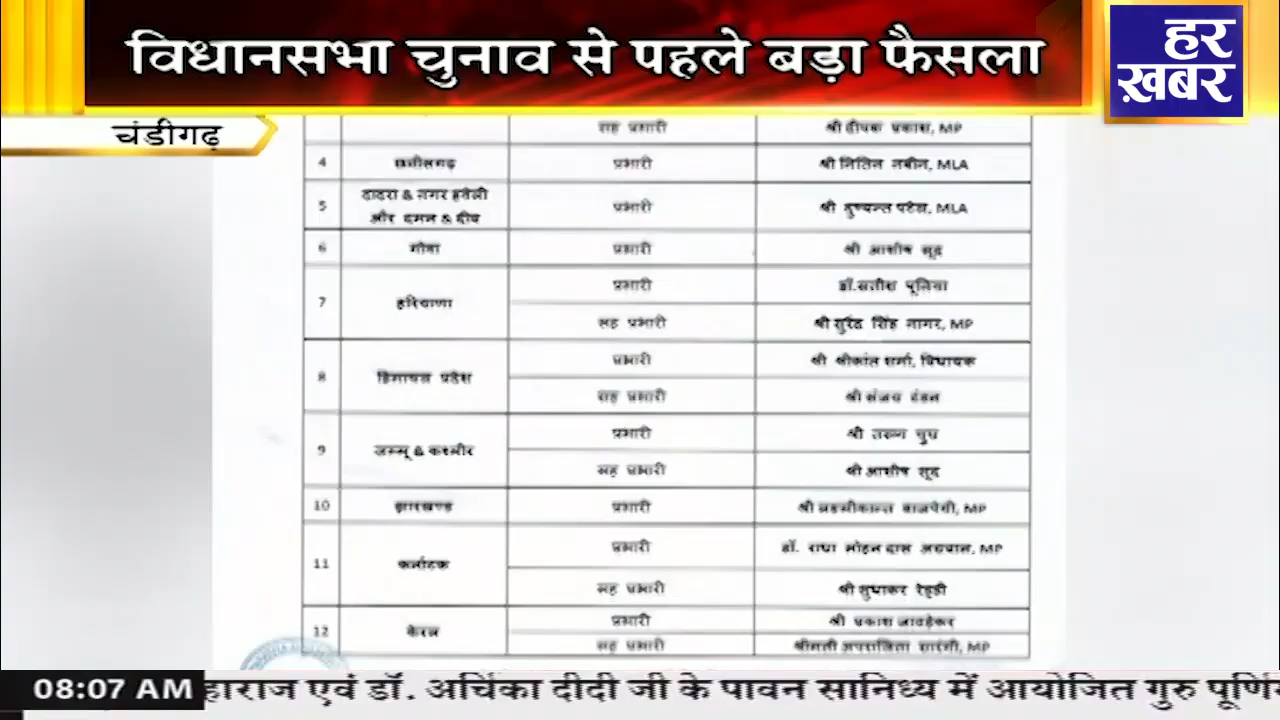 विधानसभा चुनाव से पहले बड़ा फैसला
हर
ख़बर
चंडीगढ़
सह प्रभारी श्री दीपक प्रकाश, MP
4 छत्तीसगढ़ प्रभारी श्री नितिन नबीन, MLA
5 दादरा & नगर हवेली और दमन & दीव प्रभारी श्री दुष्यन्त पटेल, MLA
6 गोवा प्रभारी श्री आशीष सूद
7 हरियाणा प्रभारी डॉ.सतीश पूनिया
सह प्रभारी श्री सुरेंद्र सिंह नागर, MP
8 हिमाचल प्रदेश प्रभारी श्री श्रीकांत शर्मा, विधायक
सह प्रभारी श्री संजय टंडन
9 जम्मू & कश्मीर प्रभारी श्री तरुण चुघ
सह प्रभारी श्री आशीष सूद
10 झारखण्ड प्रभारी श्री लक्ष्मीकान्त बाजपेयी, MP
11 कर्नाटक प्रभारी डॉ. राधा मोहन दास अग्रवाल, MP
सह प्रभारी श्री सुधाकर रेड्डी
12 केरल प्रभारी श्री प्रकाश जावड़ेकर
सह प्रभारी श्रीमती अपराजिता सारंगी, MP
08:07 AM हाराज एवं डॉ. अचिंका दीदी जी के पावन सानिध्य में आयोजित गुरु